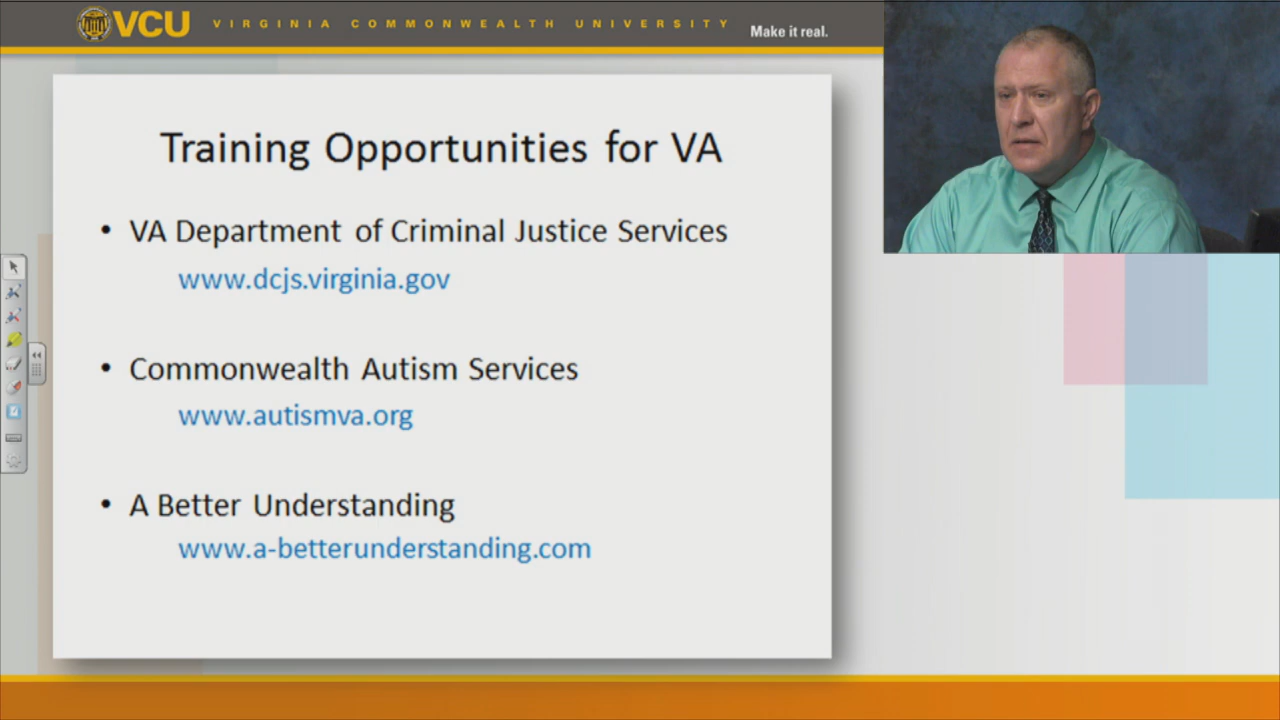 VCU VIRGINIA COMMONWEALTH UNIVERSITY Make it real.
Training Opportunities for VA
• VA Department of Criminal Justice Services
www.dcjs.virginia.gov
• Commonwealth Autism Services
www.autismva.org
• A Better Understanding
www.a-betterunderstanding.com